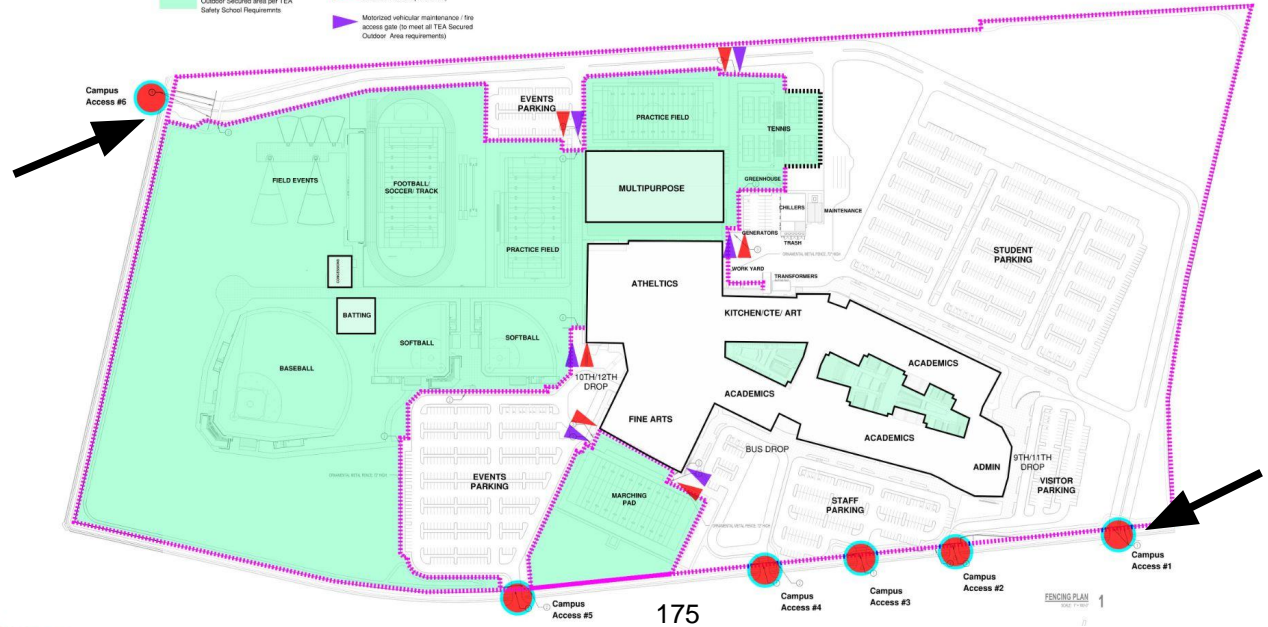 Outdoor Secured area per TEA
Safety School Requiremnts
Motorized vehicular maintenance / fire
access gate (to meet all TEA Secured
Outdoor Area requirements)
Campus
Access #6
EVENTS
PARKING
PRACTICE FIELD
TENNIS
FIELD EVENTS
FOOTBALL/
SOCCER/ TRACK
MULTIPURPOSE
GREENHOUSE
CHILLERS
MAINTENANCE
GENERATORS
TRASH
PRACTICE FIELD
STUDENT
PARKING
WORK YARD
TRANSFORMERS
ATHELTICS
KITCHEN/CTE/ ART
BATTING
SOFTBALL
SOFTBALL
BASEBALL
10TH/12TH
DROP
ACADEMICS
ACADEMICS
FINE ARTS
ACADEMICS
BUS DROP
ADMIN
9TH/11TH
DROP
VISITOR
PARKING
EVENTS
PARKING
MARCHING
PAD
STAFF
PARKING
Campus
Access #1
Campus
Access #2
Campus
Access #3
Campus
Access #4
Campus
Access #5
175
FENCING PLAN 1